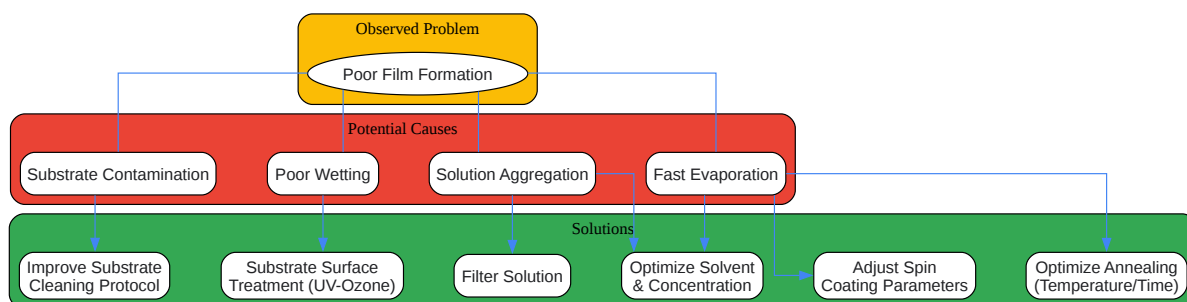 Observed Problem
Poor Film Formation
Potential Causes
Substrate Contamination
Poor Wetting
Solution Aggregation
Fast Evaporation
Solutions
Improve Substrate
Cleaning Protocol
Substrate Surface
Treatment (UV-Ozone)
Filter Solution
Optimize Solvent
& Concentration
Adjust Spin
Coating Parameters
Optimize Annealing
(Temperature/Time)